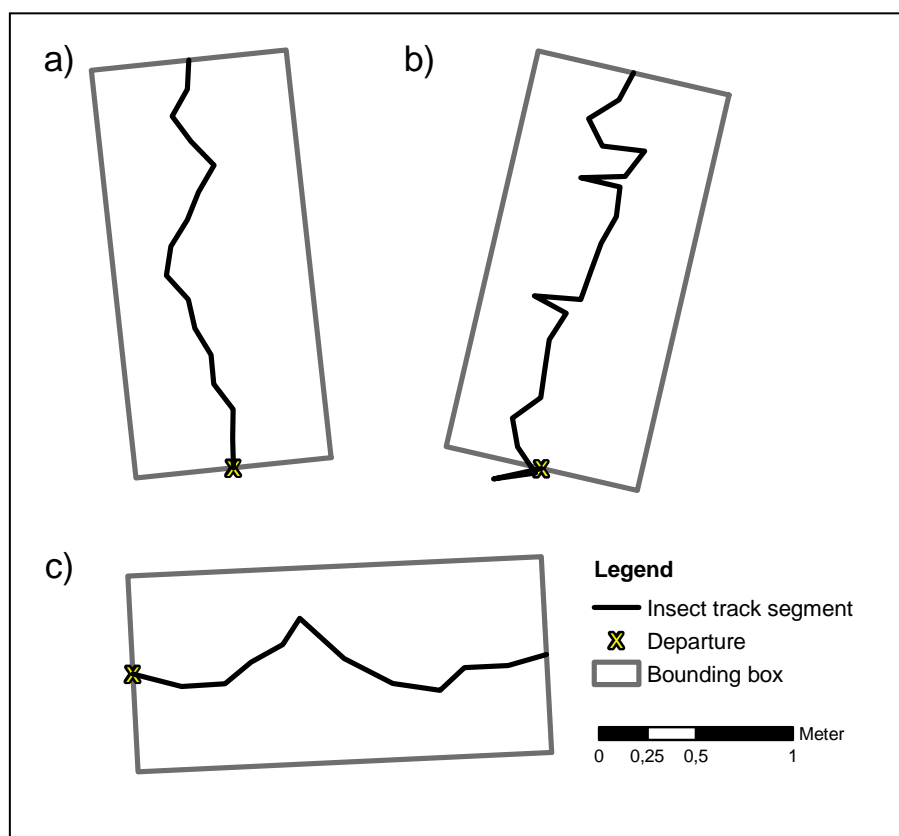 a)
b)
c)
Legend
Insect track segment
Departure
Bounding box
Meter
0 0,25 0,5 1